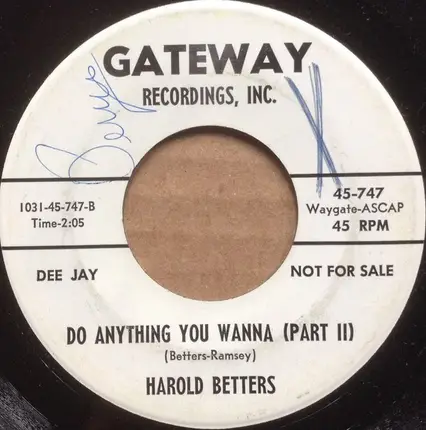 GATEWAY
RECORDINGS, INC.
1031-45-747-B
Time-2:05
45-747
Waygate-ASCAP
45 RPM
DEE JAY
NOT FOR SALE
DO ANYTHING YOU WANNA (PART II)
(Betters-Ramsey)
HAROLD BETTERS